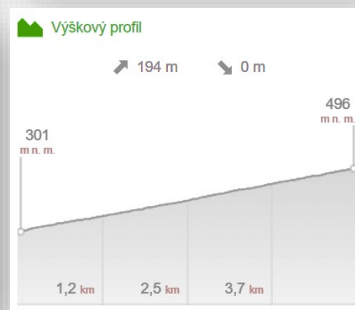 Výškový profil
194 m 0 m
496
m n. m.
301
m n. m.
1,2 km 2,5 km 3,7 km